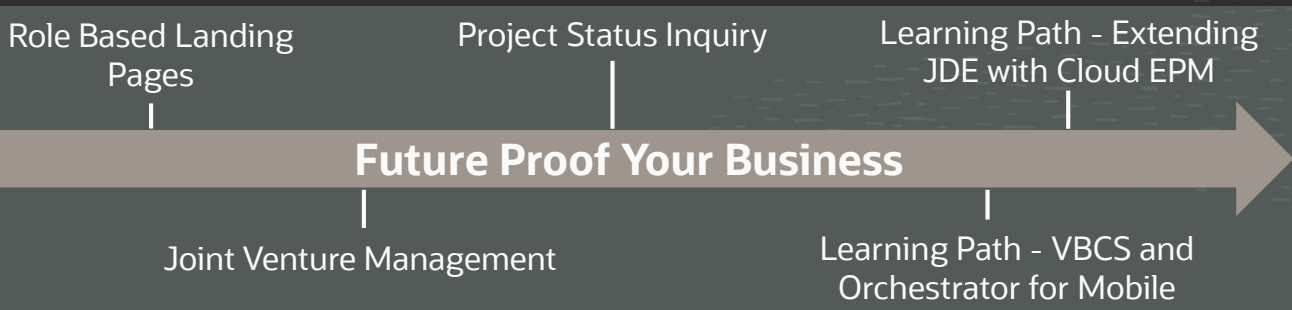 Role Based Landing
Pages
Project Status Inquiry
Learning Path - Extending
JDE with Cloud EPM
Future Proof Your Business
Joint Venture Management
Learning Path - VBCS and
Orchestrator for Mobile